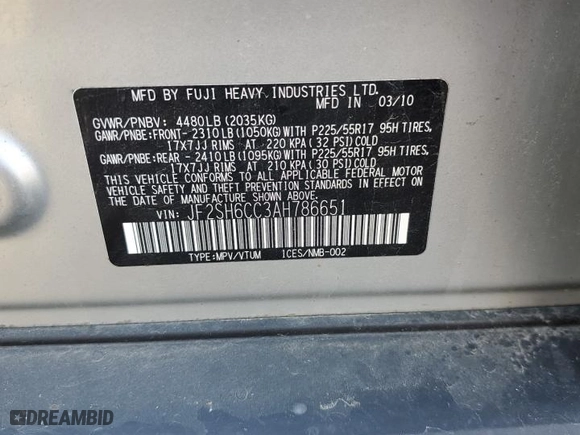 MFD BY FUJI HEAVY INDUSTRIES LTD.
MFD IN 03/10
GVWR/PNBV: 4480LB(2035KG)
GAWR/PNBE:FRONT-2310LB(1050KG)WITH P225/55R17 95H TIRES,
17X7JJ RIMS AT 220 KPA(32 PSI)COLD
GAWR/PNBE:REAR -2410LB(1095KG)WITH P225/55R17 95H TIRES,
17X7JJ RIMS AT 210 KPA(30 PSI)COLD
THIS VEHICLE CONFORMS TO ALL APPLICABLE FEDERAL MOTOR
VEHICLE SAFETY AND BUMPER STANDARDS IN EFFECT ON
THE DATE OF MANUFACTURE SHOWN ABOVE.
VIN: JF2SH6CC3AH786651
TYPE:MPV/VTUM 1CES/NMB-002
DREAMBID